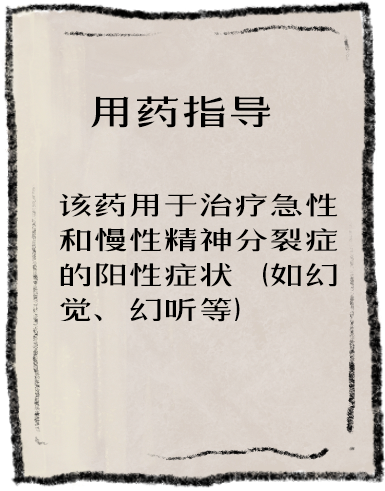 用药指导
该药用于治疗急性
和慢性精神分裂症
的阳性症状（如幻
觉、幻听等）